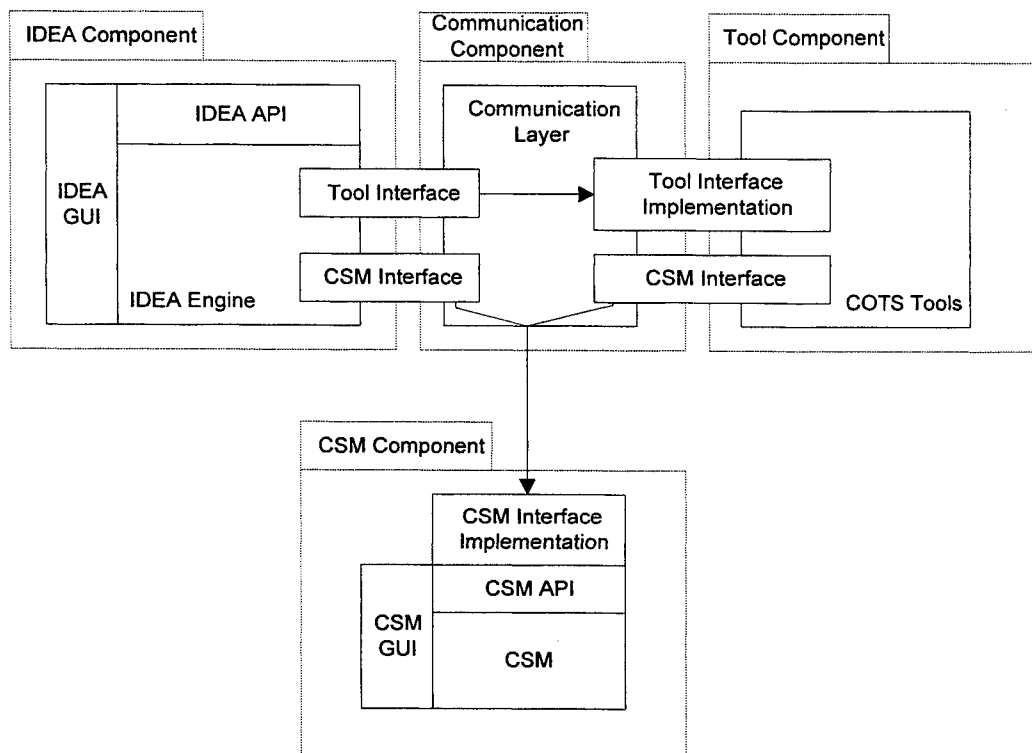 IDEA Component
Communication
Component
Tool Component
IDEA API
Communication
Layer
IDEA
GUI
Tool Interface
Tool Interface
Implementation
CSM Interface
CSM Interface
IDEA Engine
COTS Tools
CSM Component
CSM Interface
Implementation
CSM API
CSM
GUI
CSM